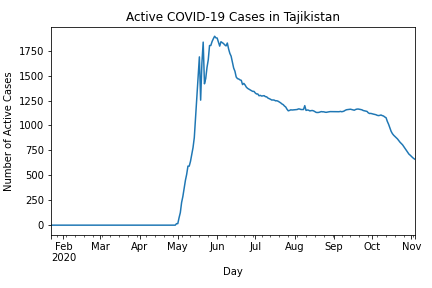 Active COVID-19 Cases in Tajikistan
Number of Active Cases
1750
1500
1250
1000
750
500
250
0
Feb Mar Apr May Jun Jul Aug Sep Oct Nov
2020
Day